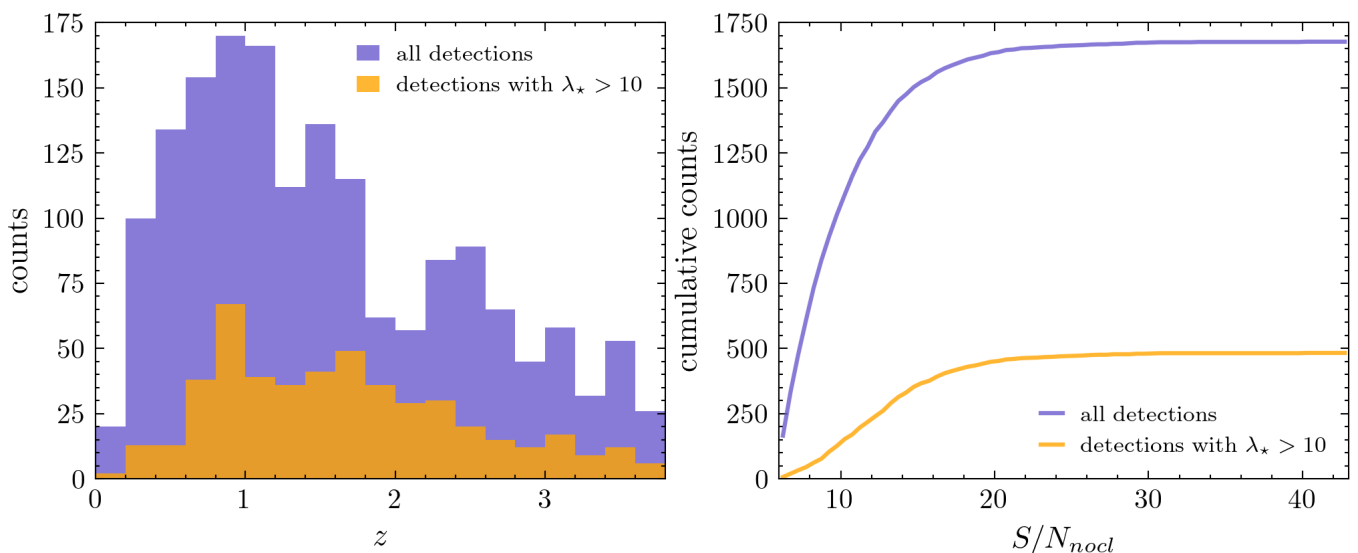 175
150
125
100
75
50
25
0
counts
0 1 2 3
z
all detections
detections with λ⋆ > 10
1750
1500
1250
1000
750
500
250
0
cumulative counts
10 20 30 40
S/N_nocl
all detections
detections with λ⋆ > 10